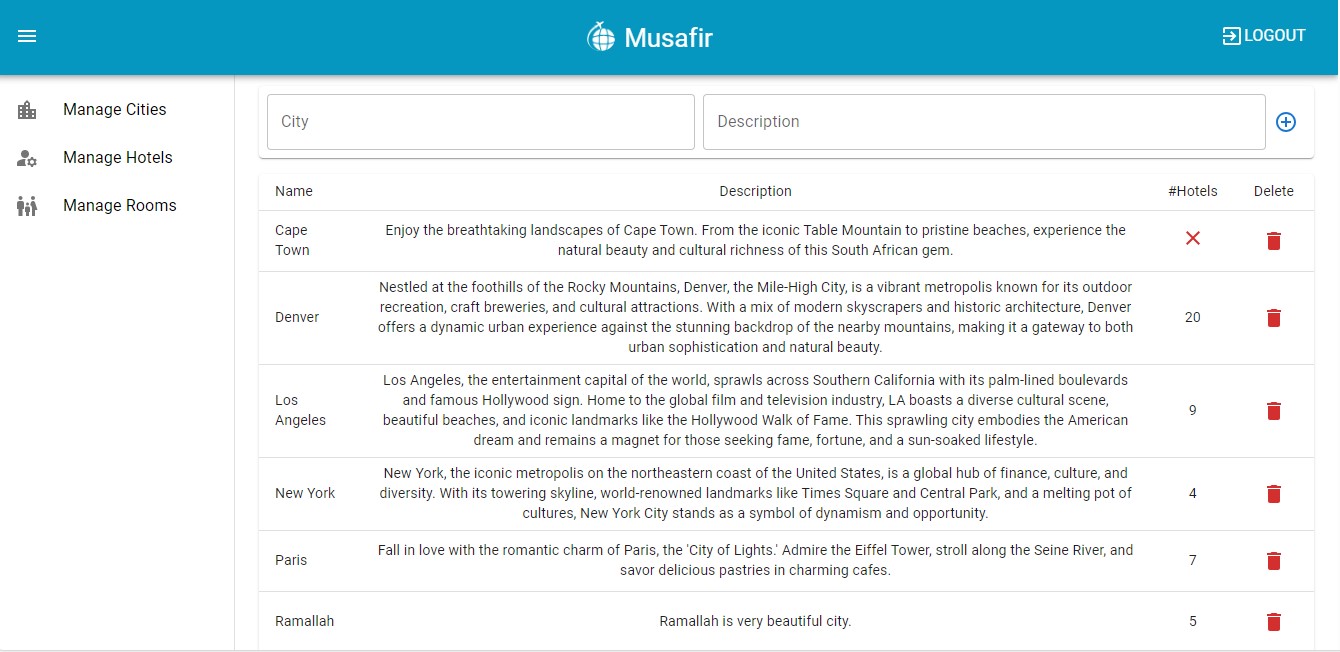 Musafir
LOGOUT
Manage Cities
Manage Hotels
Manage Rooms
City
Description
Name
Description
#Hotels
Delete
Cape
Town
Enjoy the breathtaking landscapes of Cape Town. From the iconic Table Mountain to pristine beaches, experience the
natural beauty and cultural richness of this South African gem.
Denver
Nestled at the foothills of the Rocky Mountains, Denver, the Mile-High City, is a vibrant metropolis known for its outdoor
recreation, craft breweries, and cultural attractions. With a mix of modern skyscrapers and historic architecture, Denver
offers a dynamic urban experience against the stunning backdrop of the nearby mountains, making it a gateway to both
urban sophistication and natural beauty.
20
Los
Angeles
Los Angeles, the entertainment capital of the world, sprawls across Southern California with its palm-lined boulevards
and famous Hollywood sign. Home to the global film and television industry, LA boasts a diverse cultural scene,
beautiful beaches, and iconic landmarks like the Hollywood Walk of Fame. This sprawling city embodies the American
dream and remains a magnet for those seeking fame, fortune, and a sun-soaked lifestyle.
9
New York
New York, the iconic metropolis on the northeastern coast of the United States, is a global hub of finance, culture, and
diversity. With its towering skyline, world-renowned landmarks like Times Square and Central Park, and a melting pot of
cultures, New York City stands as a symbol of dynamism and opportunity.
4
Paris
Fall in love with the romantic charm of Paris, the 'City of Lights.' Admire the Eiffel Tower, stroll along the Seine River, and
savor delicious pastries in charming cafes.
7
Ramallah
Ramallah is very beautiful city.
5